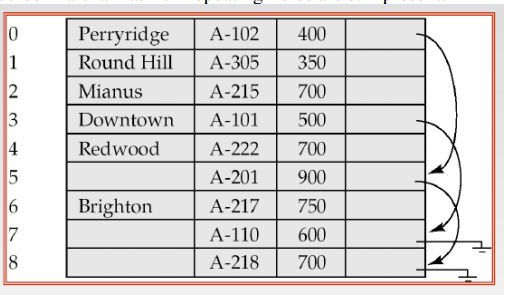 0 Perryridge A-102 400
1 Round Hill A-305 350
2 Mianus A-215 700
3 Downtown A-101 500
4 Redwood A-222 700
5 A-201 900
6 Brighton A-217 750
7 A-110 600
8 A-218 700